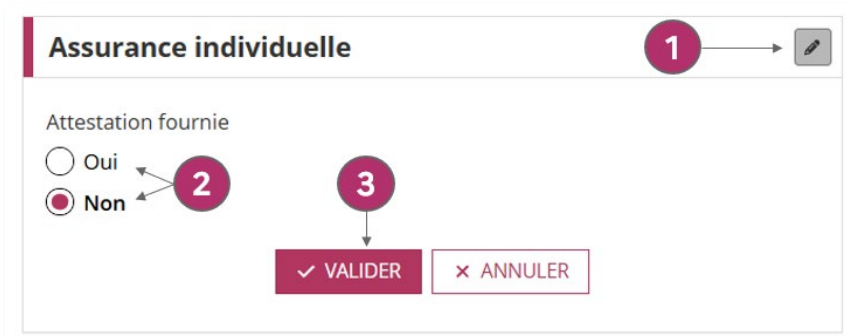 Assurance individuelle
1
Attestation fournie
Oui
Non
2
3
VALIDER
ANNULER